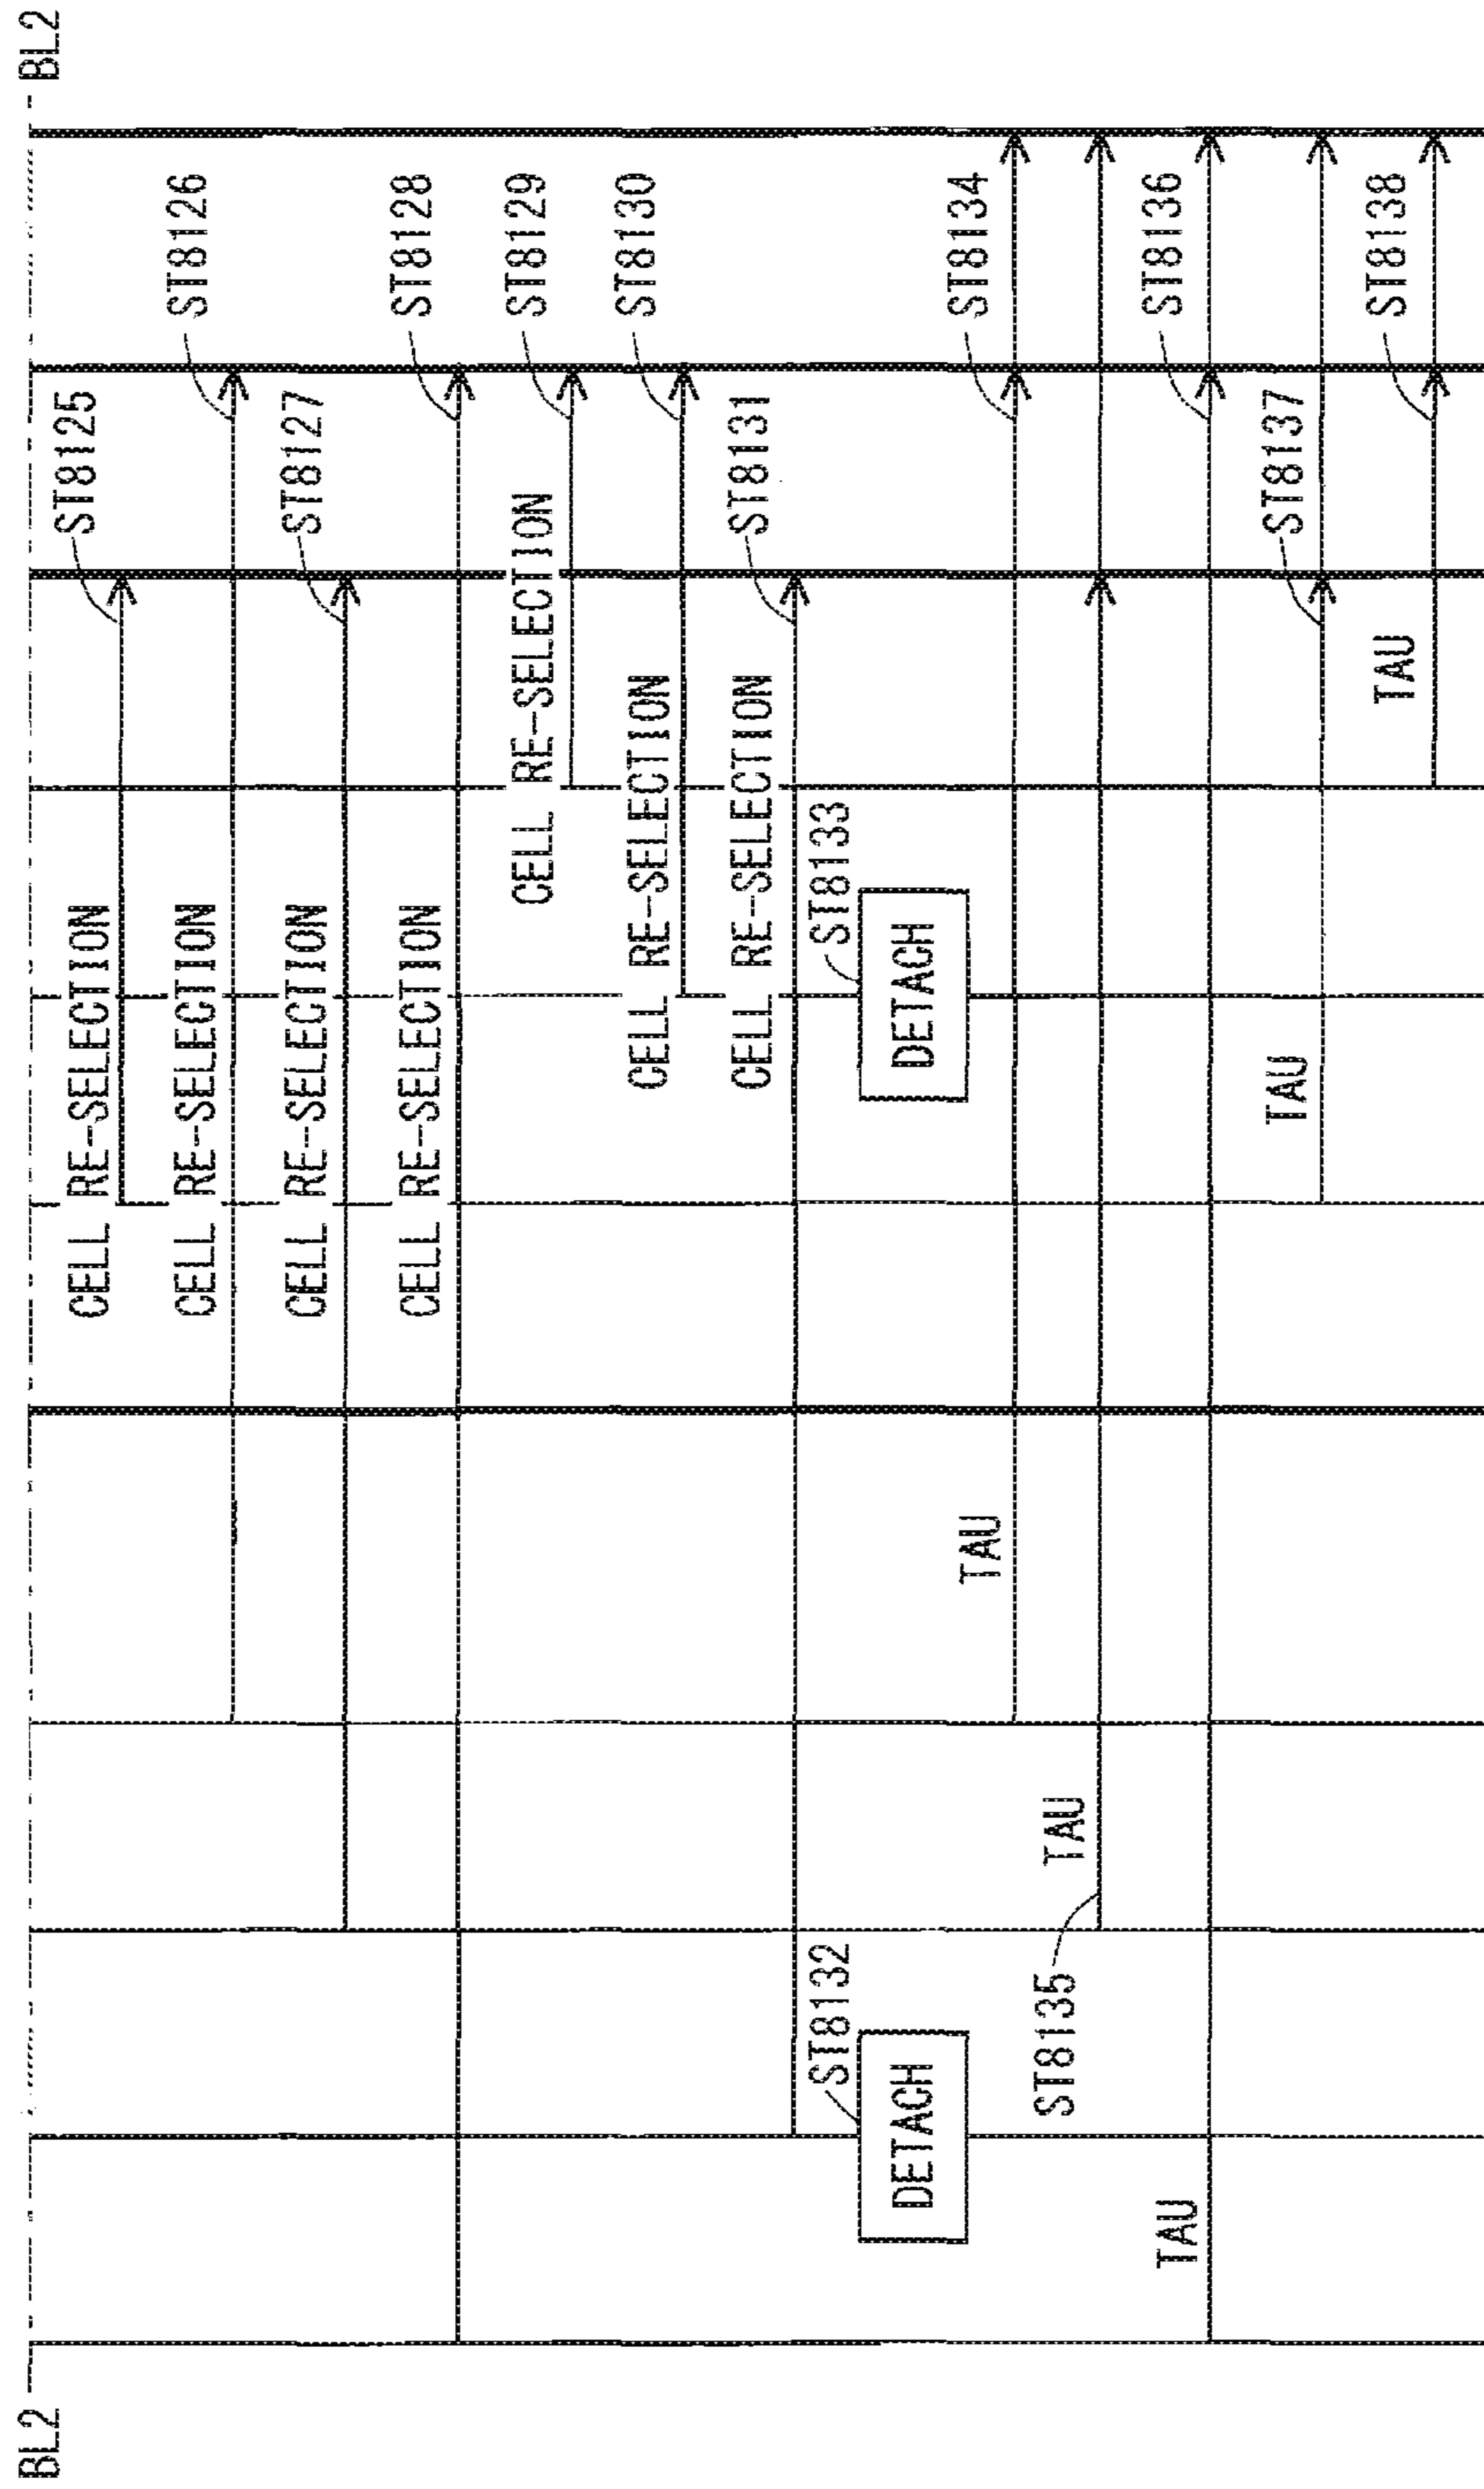 BL2
BL2
CELL RE-SELECTION
ST8125
CELL RE-SELECTION
ST8126
CELL RE-SELECTION
ST8127
CELL RE-SELECTION
ST8128
CELL RE-SELECTION
ST8129
CELL RE-SELECTION
ST8130
CELL RE-SELECTION
ST8131
ST8132
DETACH
ST8133
DETACH
TAU
ST8134
ST8135
TAU
TAU
ST8136
TAU
ST8137
TAU
ST8138